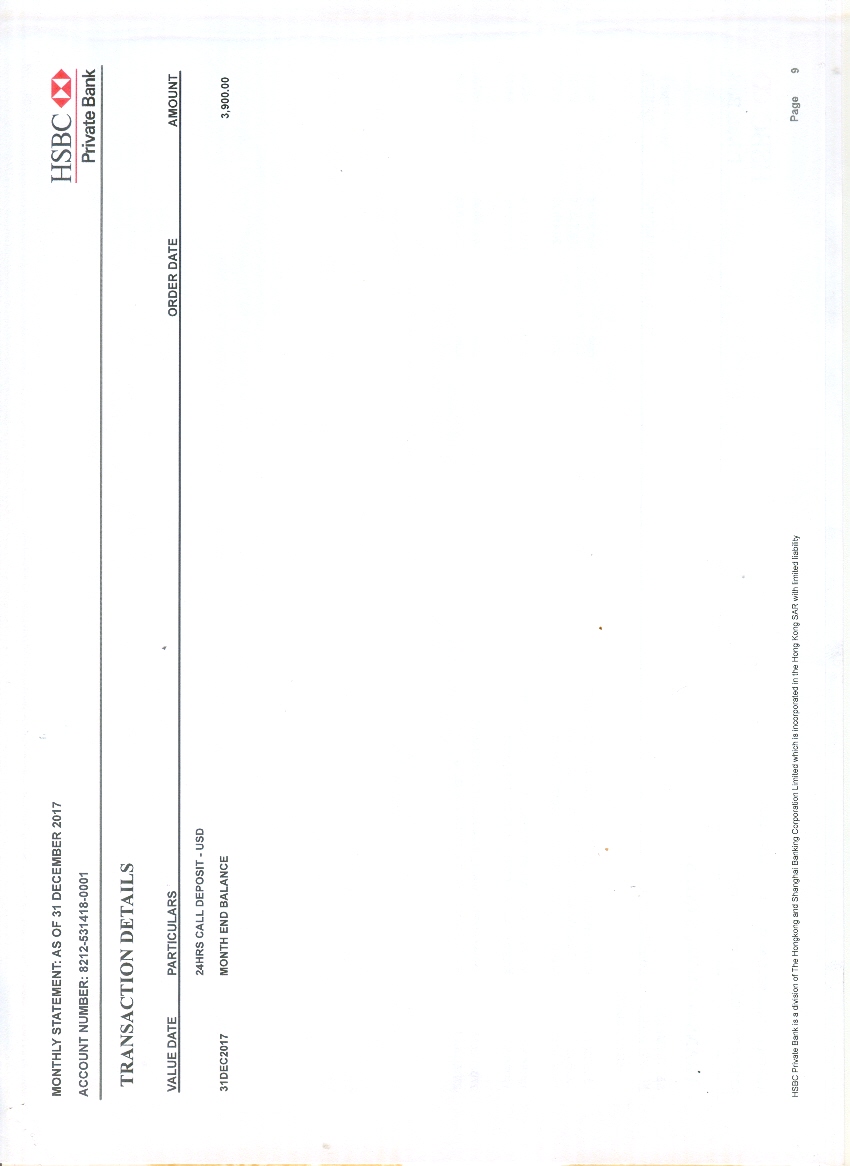 HSBC
Private Bank
MONTHLY STATEMENT: AS OF 31 DECEMBER 2017
ACCOUNT NUMBER: 8212-531418-0001
TRANSACTION DETAILS
VALUE DATE PARTICULARS ORDER DATE AMOUNT
24HRS CALL DEPOSIT - USD
31DEC2017 MONTH END BALANCE 3,900.00
HSBC Private Bank is a division of The Hongkong and Shanghai Banking Corporation Limited which is incorporated in the Hong Kong SAR with limited liability
Page 9